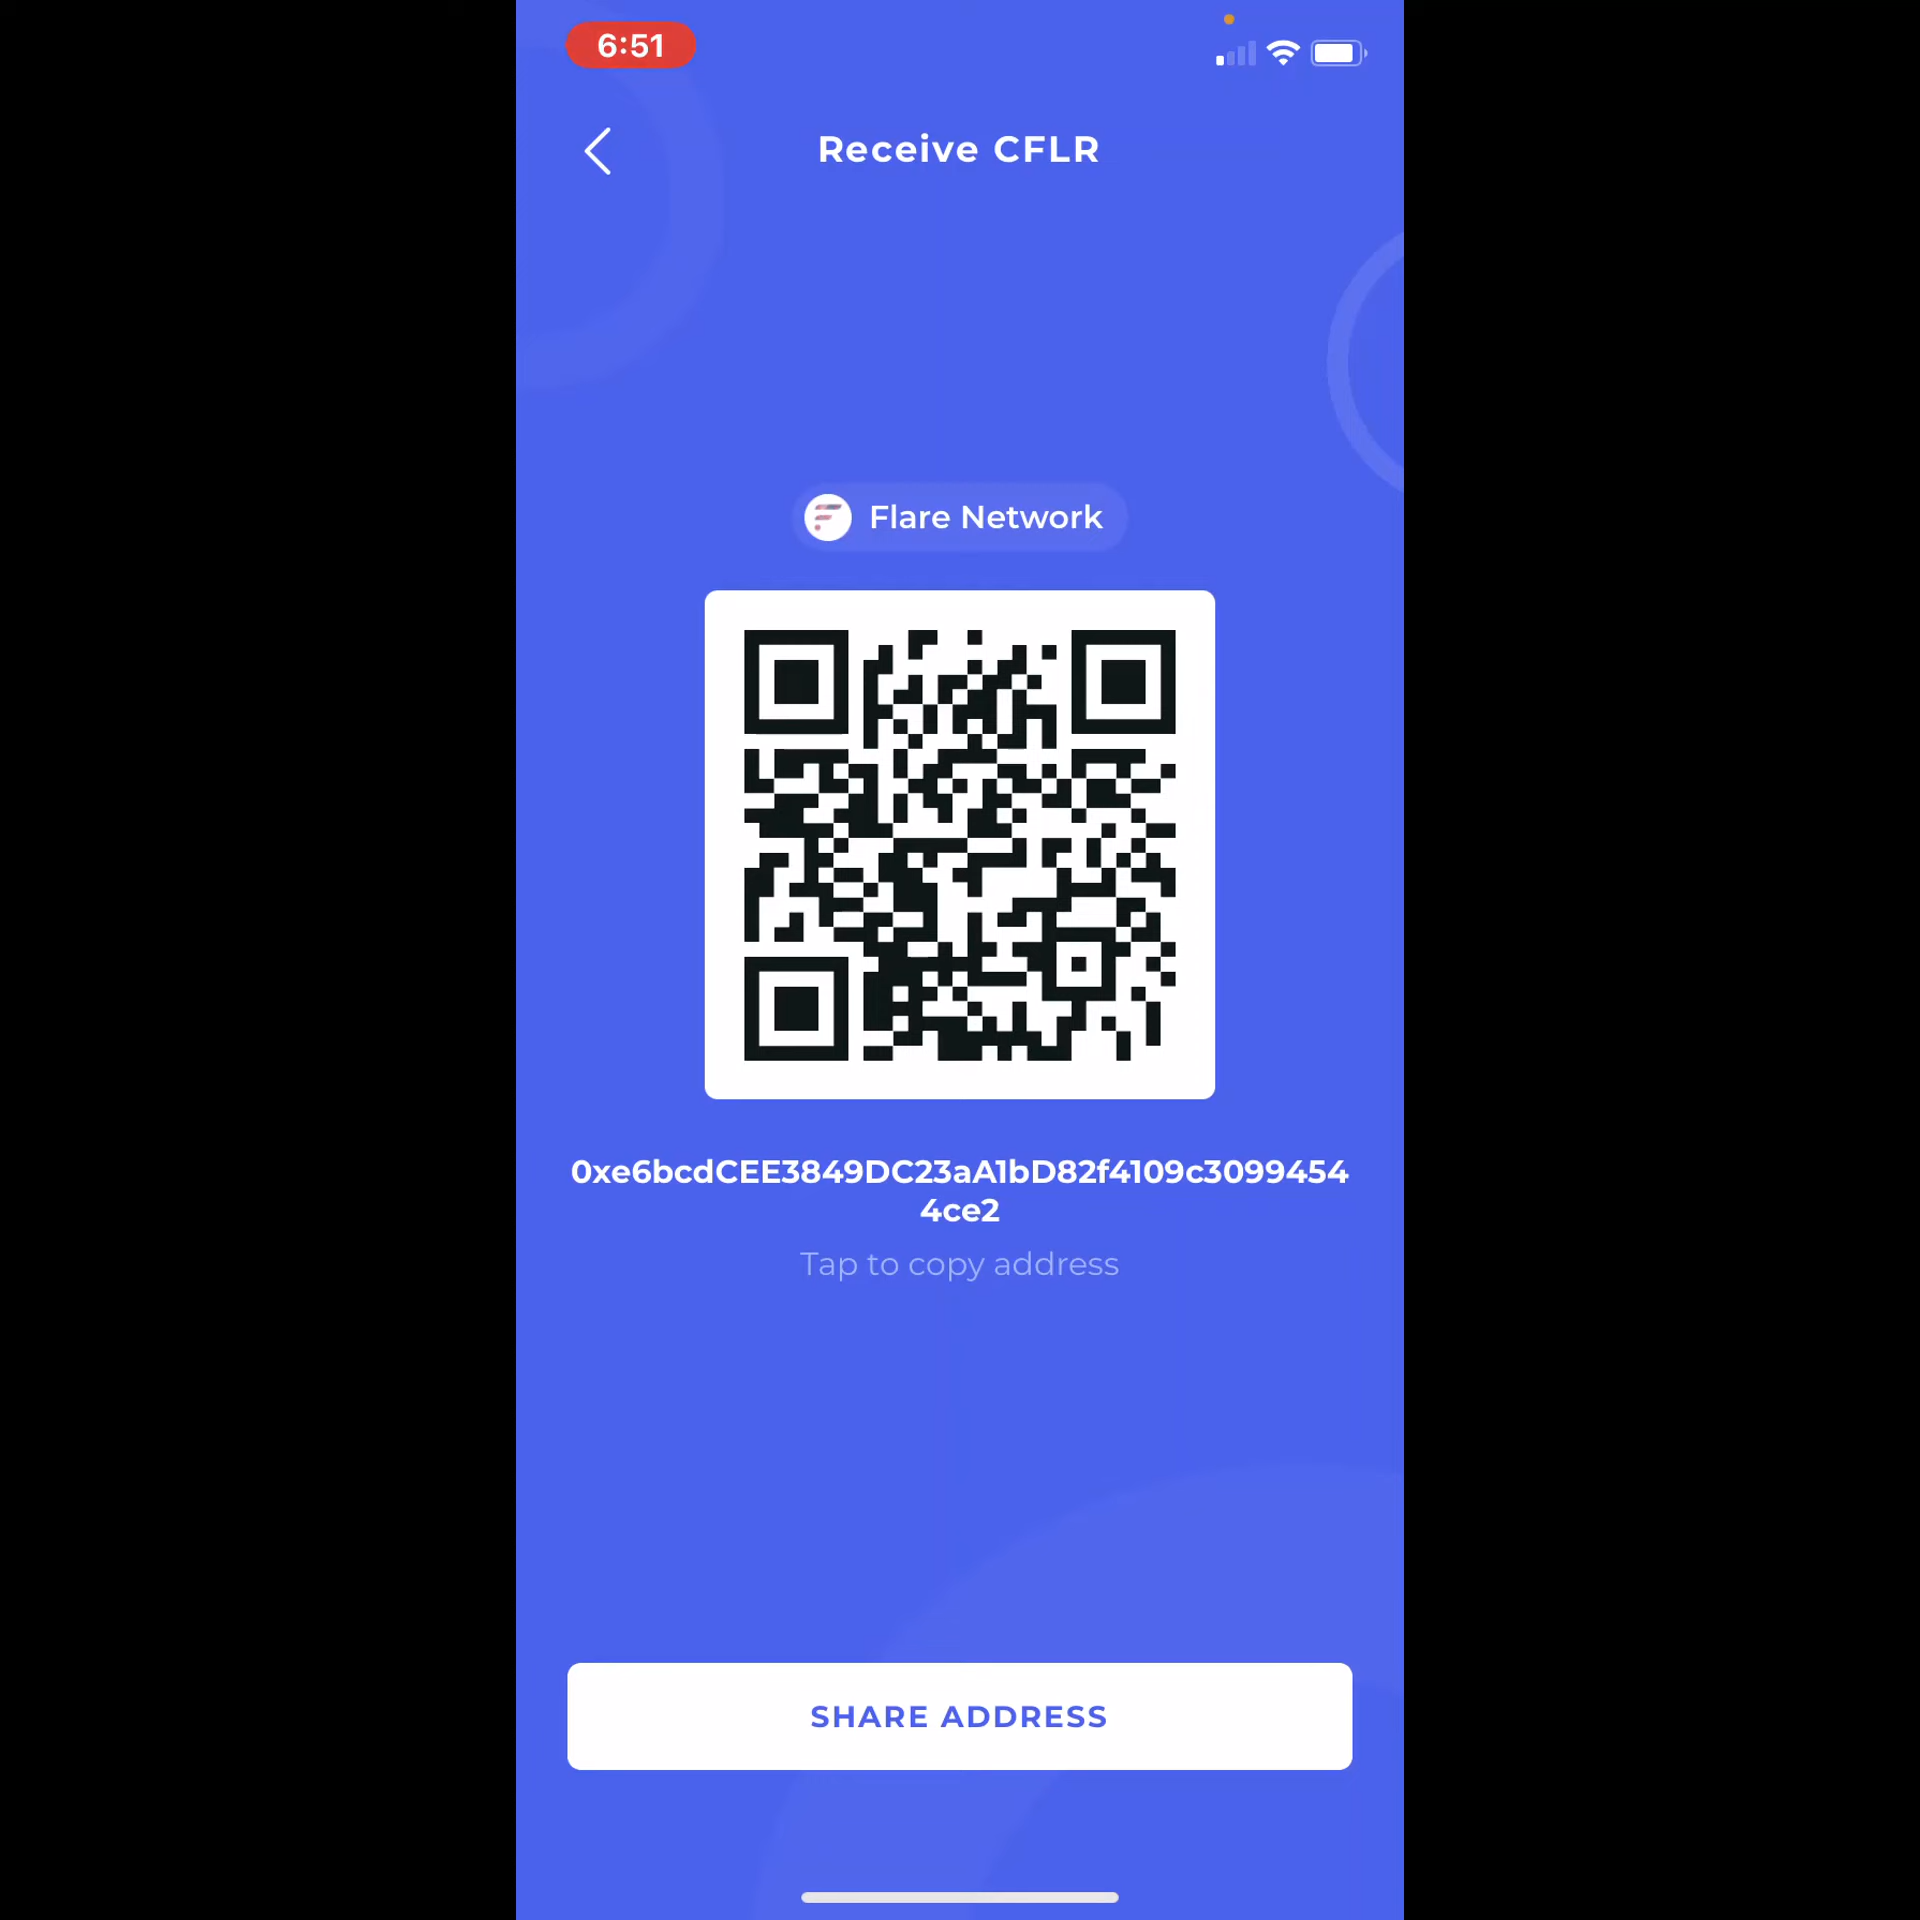 6:51
Receive CFLR
Flare Network
0xe6bcdCEE3849DC23aA1bD82f4109c3099454
4ce2
Tap to copy address
SHARE ADDRESS